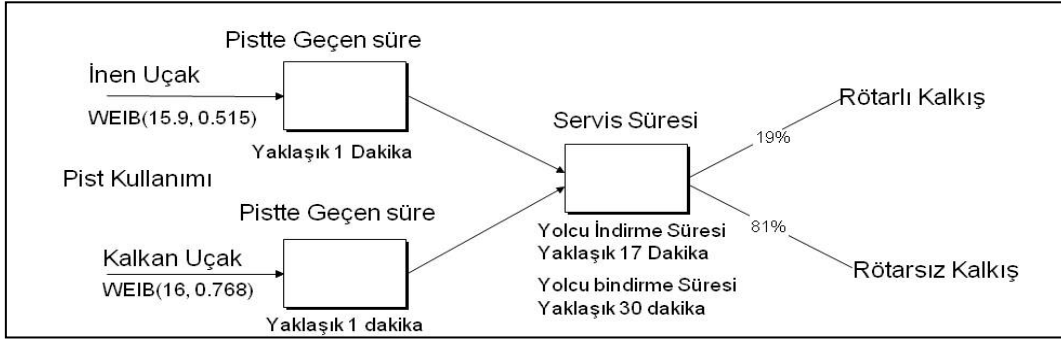 Pistte Geçen süre
İnen Uçak
WEIB(15.9, 0.515)
Yaklaşık 1 Dakika
Pist Kullanımı
Pistte Geçen süre
Kalkan Uçak
WEIB(16, 0.768)
Yaklaşık 1 dakika
Servis Süresi
Yolcu İndirme Süresi
Yaklaşık 17 Dakika
Yolcu bindirme Süresi
Yaklaşık 30 dakika
Rötarlı Kalkış
19%
81%
Rötarsız Kalkış